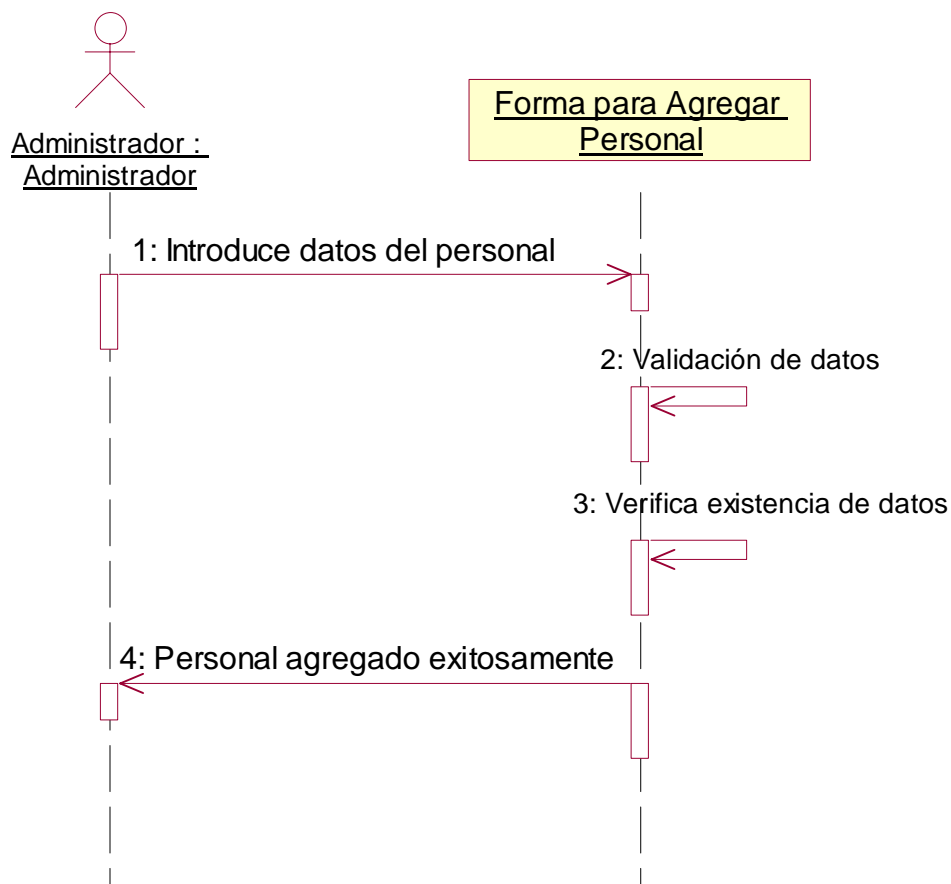 Administrador :
Administrador
Forma para Agregar
Personal
1: Introduce datos del personal
2: Validación de datos
3: Verifica existencia de datos
4: Personal agregado exitosamente